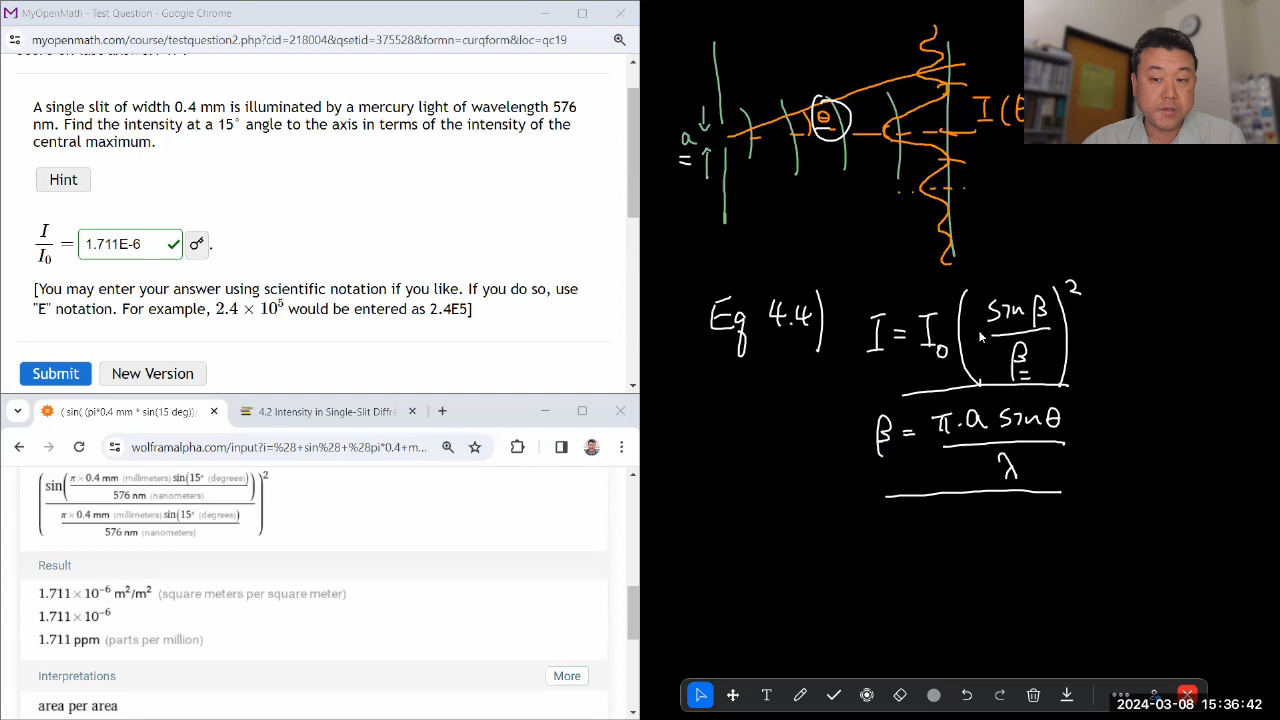 MyOpenMath - Test Question - Google Chrome
myopenmath.com/course/testquestion2.php?cid=218004&qsetid=375528&formn=curqform&loc=qc19
A single slit of width 0.4 mm is illuminated by a mercury light of wavelength 576
nm. Find the intensity at a 15° angle to the axis in terms of the intensity of the
central maximum.
Hint
I
I₀
=
1.711E-6
.
[You may enter your answer using scientific notation if you like. If you do so, use
"E" notation. For example, 2.4 × 10⁵ would be entered as 2.4E5]
Submit
New Version
( sin( (pi*0.4 mm * sin(15 deg))
4.2 Intensity in Single-Slit Diffra
wolframalpha.com/input?i=%28+sin%28+%28pi*0.4+m...
(sin(π×0.4 mm (millimeters) sin(15° (degrees))
576 nm (nanometers)
)
π×0.4 mm (millimeters) sin(15° (degrees))
576 nm (nanometers)
)²
Result
1.711×10⁻⁶ m²/m² (square meters per square meter)
1.711×10⁻⁶
1.711 ppm (parts per million)
Interpretations
More
area per area
a
=
θ
I(θ
Eq 4.4) I = I₀ (sin β / β)²
β = π.a sinθ
λ
2024-03-08 15:36:42